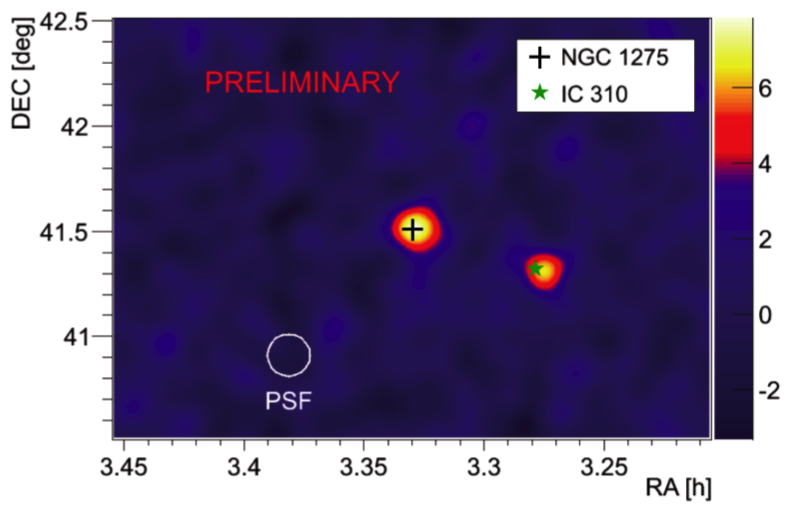 42.5
DEC [deg]
PRELIMINARY
NGC 1275
IC 310
42
41.5
41
PSF
3.45
3.4
3.35
3.3
3.25
RA [h]
6
4
2
0
-2